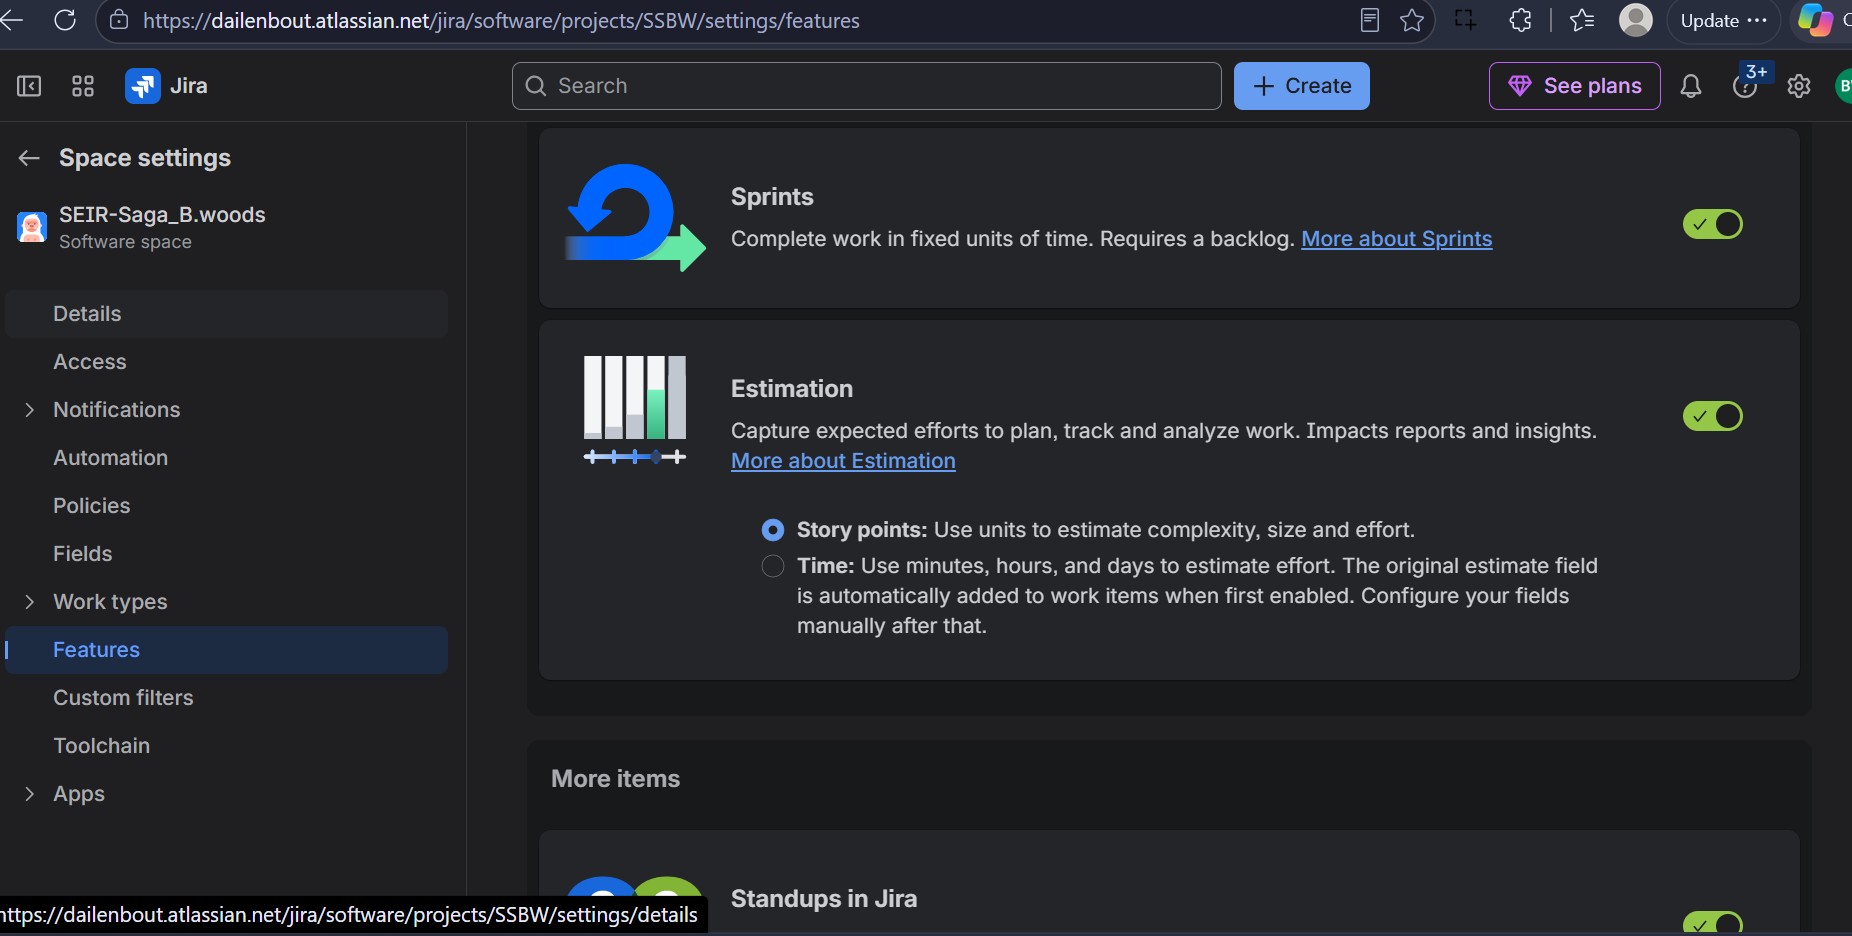 https://dailenbout.atlassian.net/jira/software/projects/SSBW/settings/features
Update
Jira
Search
Create
See plans
3+
Space settings
SEIR-Saga_B.woods
Software space
Details
Access
Notifications
Automation
Policies
Fields
Work types
Features
Custom filters
Toolchain
Apps
Sprints
Complete work in fixed units of time. Requires a backlog. More about Sprints
Estimation
Capture expected efforts to plan, track and analyze work. Impacts reports and insights.
More about Estimation
Story points: Use units to estimate complexity, size and effort.
Time: Use minutes, hours, and days to estimate effort. The original estimate field
is automatically added to work items when first enabled. Configure your fields
manually after that.
More items
Standups in Jira
https://dailenbout.atlassian.net/jira/software/projects/SSBW/settings/details